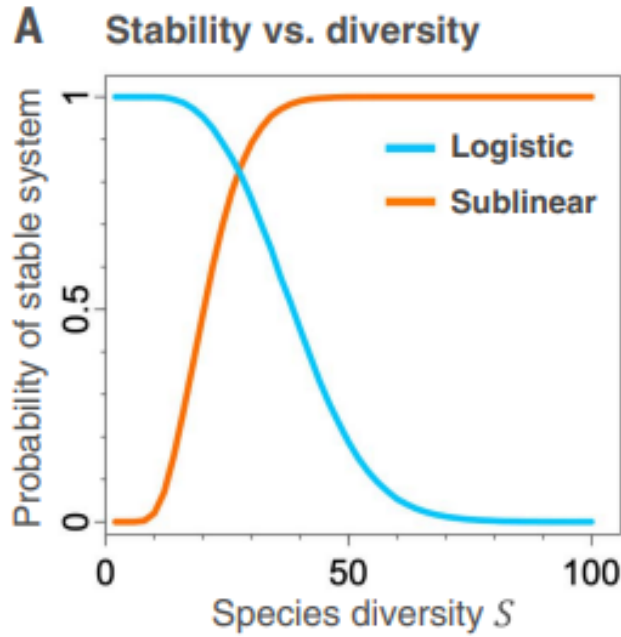 A Stability vs. diversity
Probability of stable system
1
0.5
0
Logistic
Sublinear
0 50 100
Species diversity S